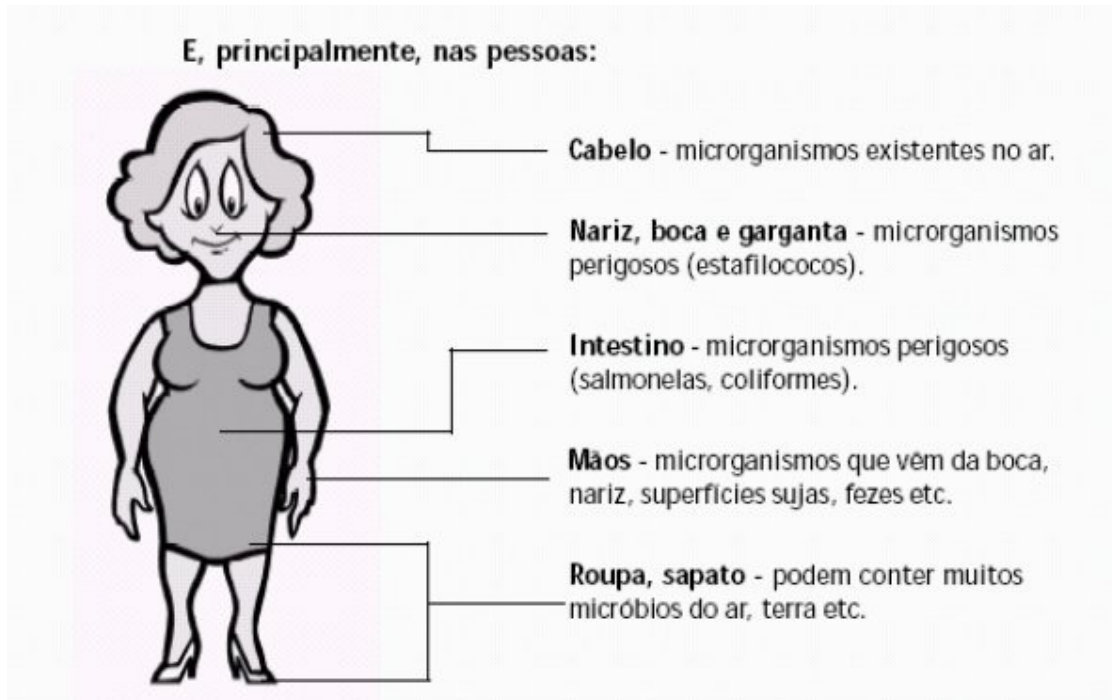 E, principalmente, nas pessoas:
Cabelo - microrganismos existentes no ar.
Nariz, boca e garganta - microrganismos
perigosos (estafilococos).
Intestino - microrganismos perigosos
(salmonelas, coliformes).
Mãos - microrganismos que vêm da boca,
nariz, superfícies sujas, fezes etc.
Roupa, sapato - podem conter muitos
micróbios do ar, terra etc.